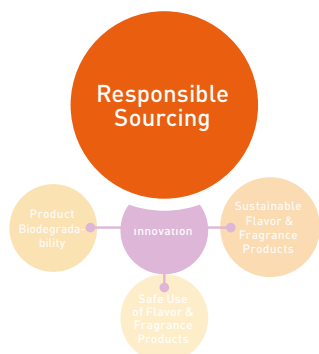 Responsible
Sourcing
Product
Biodegrada-
bility
Innovation
Sustainable
Flavor &
Fragrance
Products
Safe Use
of Flavor &
Fragrance
Products